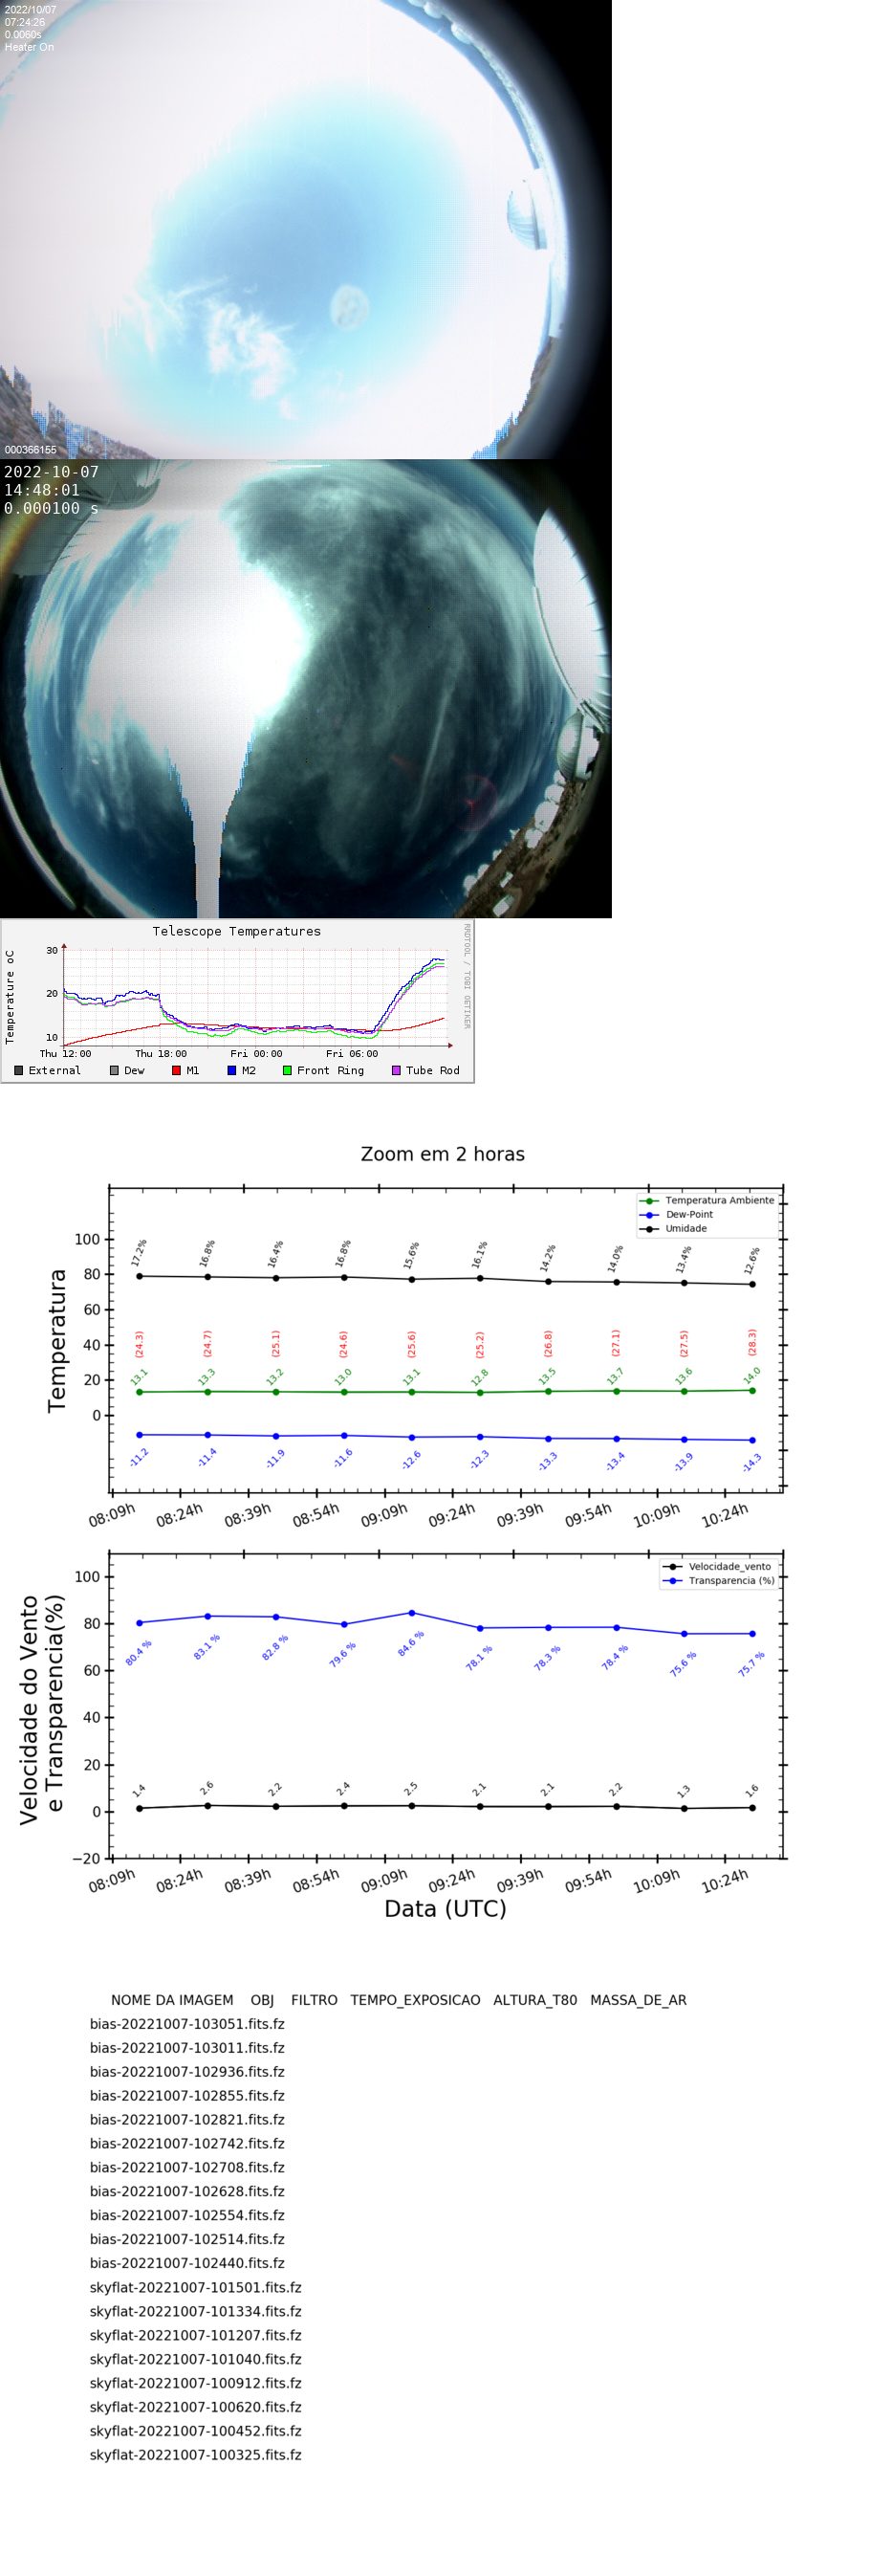 2022/10/07
07:24:26
0.0060s
Heater On
000366155
2022-10-07
14:48:01
0.000100 s
Telescope Temperatures
RRDTOOL / TOBI OETIKER
Temperature oC
30
20
10
Thu 12:00 Thu 18:00 Fri 00:00 Fri 06:00
External Dew M1 M2 Front Ring Tube Rod
Zoom em 2 horas
Temperatura Ambiente
Dew-Point
Umidade
Temperatura
100
80
60
40
20
0
17.2% 16.8% 16.4% 16.8% 15.6% 16.1% 14.2% 14.0% 13.4% 12.6%
(24.3) (24.7) (25.1) (24.6) (25.6) (25.2) (26.8) (27.1) (27.5) (28.3)
13.1 13.3 13.2 13.0 13.1 12.8 13.5 13.7 13.6 14.0
-11.2 -11.4 -11.9 -11.6 -12.6 -12.3 -13.3 -13.4 -13.9 -14.3
08:09h 08:24h 08:39h 08:54h 09:09h 09:24h 09:39h 09:54h 10:09h 10:24h
Velocidade_vento
Transparencia (%)
Velocidade do Vento
e Transparencia(%)
100
80
60
40
20
0
−20
80.4 % 83.1 % 82.8 % 79.6 % 84.6 % 78.1 % 78.3 % 78.4 % 75.6 % 75.7 %
1.4 2.6 2.2 2.4 2.5 2.1 2.1 2.2 1.3 1.6
08:09h 08:24h 08:39h 08:54h 09:09h 09:24h 09:39h 09:54h 10:09h 10:24h
Data (UTC)
NOME DA IMAGEM OBJ FILTRO TEMPO_EXPOSICAO ALTURA_T80 MASSA_DE_AR
bias-20221007-103051.fits.fz
bias-20221007-103011.fits.fz
bias-20221007-102936.fits.fz
bias-20221007-102855.fits.fz
bias-20221007-102821.fits.fz
bias-20221007-102742.fits.fz
bias-20221007-102708.fits.fz
bias-20221007-102628.fits.fz
bias-20221007-102554.fits.fz
bias-20221007-102514.fits.fz
bias-20221007-102440.fits.fz
skyflat-20221007-101501.fits.fz
skyflat-20221007-101334.fits.fz
skyflat-20221007-101207.fits.fz
skyflat-20221007-101040.fits.fz
skyflat-20221007-100912.fits.fz
skyflat-20221007-100620.fits.fz
skyflat-20221007-100452.fits.fz
skyflat-20221007-100325.fits.fz